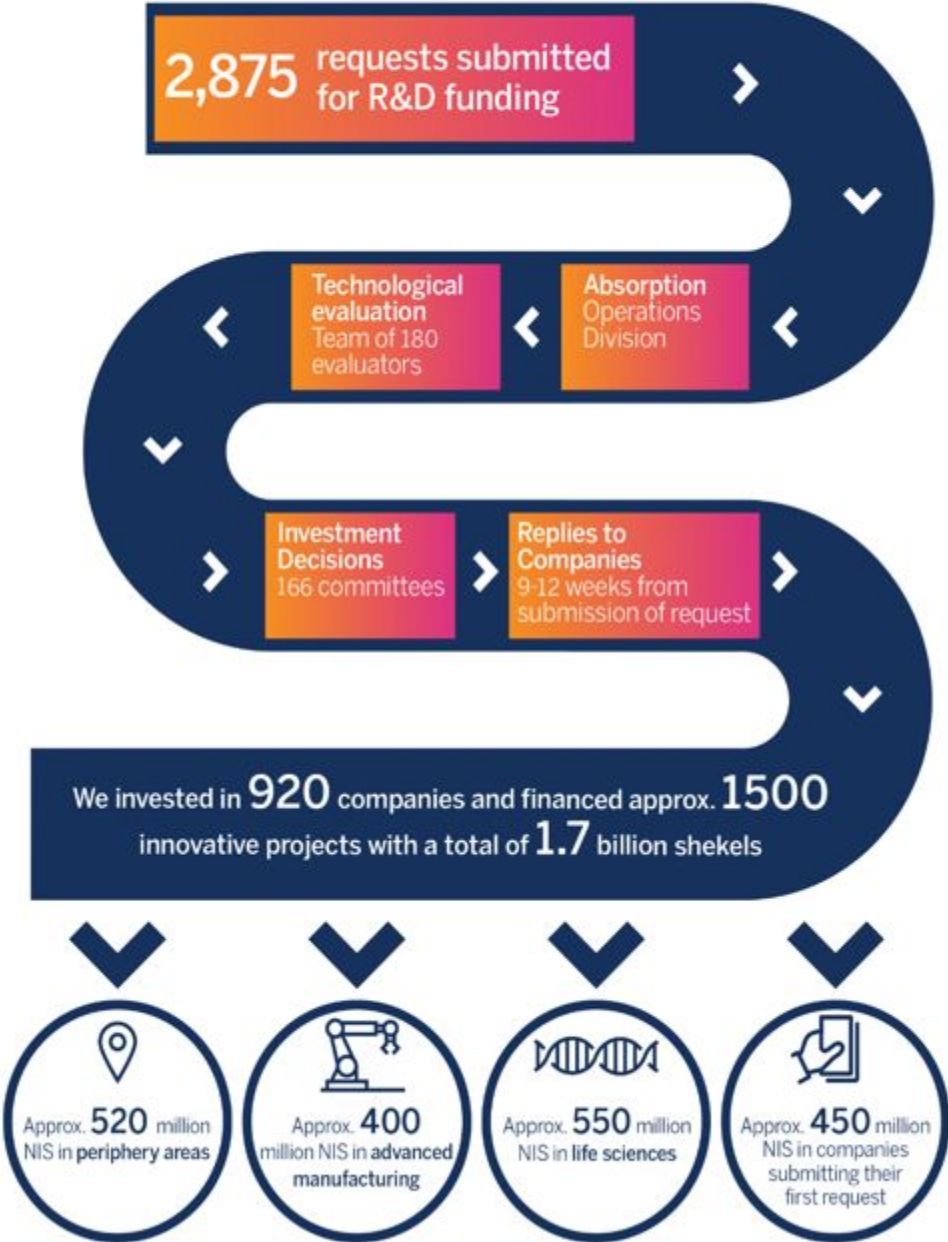 2,875 requests submitted
for R&D funding
Absorption
Operations
Division
Technological
evaluation
Team of 180
evaluators
Investment
Decisions
166 committees
Replies to
Companies
9-12 weeks from
submission of request
We invested in 920 companies and financed approx. 1500
innovative projects with a total of 1.7 billion shekels
Approx. 520 million
NIS in periphery areas
Approx. 400
million NIS in advanced
manufacturing
Approx. 550 million
NIS in life sciences
Approx. 450 million
NIS in companies
submitting their
first request